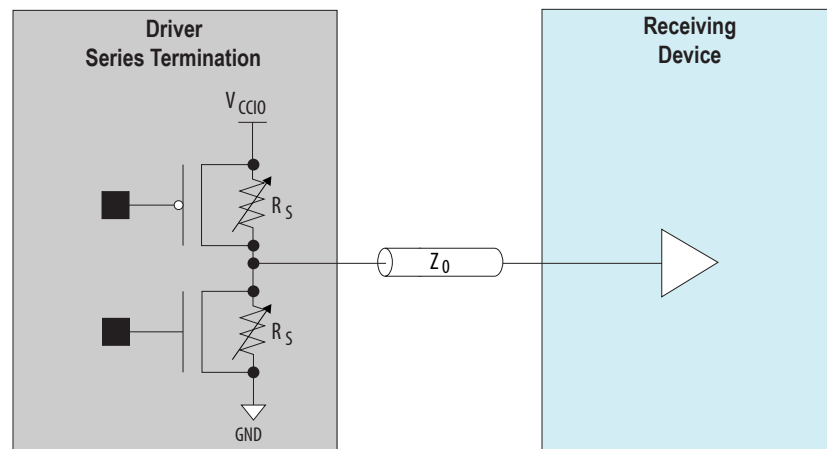 Driver
Series Termination
Receiving
Device
V CCIO
R S
Z 0
R S
GND